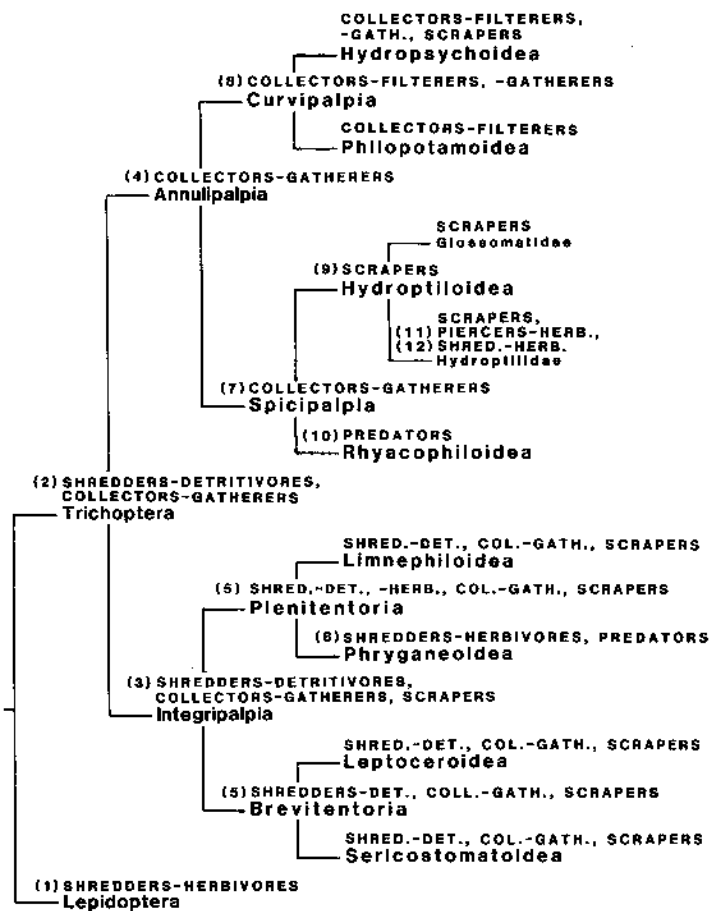 COLLECTORS-FILTERERS,
-GATH., SCRAPERS
Hydropsychoidea
(8) COLLECTORS-FILTERERS, -GATHERERS
Curvipalpia
COLLECTORS-FILTERERS
Philopotamoidea
(4) COLLECTORS-GATHERERS
Annulipalpia
SCRAPERS
Glossomatidae
(9) SCRAPERS
Hydroptiloidea
SCRAPERS,
(11) PIERCERS-HERB.,
(12) SHRED.-HERB.
Hydroptilidae
(7) COLLECTORS-GATHERERS
Spicipalpia
(10) PREDATORS
Rhyacophiloidea
(2) SHREDDERS-DETRITIVORES,
COLLECTORS-GATHERERS
Trichoptera
SHRED.-DET., COL.-GATH., SCRAPERS
Limnephiloidea
(5) SHRED.-DET., -HERB., COL.-GATH., SCRAPERS
Plenitentoria
(6) SHREDDERS-HERBIVORES, PREDATORS
Phryganeoidea
(3) SHREDDERS-DETRITIVORES,
COLLECTORS-GATHERERS, SCRAPERS
Integripalpia
SHRED.-DET., COL.-GATH., SCRAPERS
Leptoceroidea
(5) SHREDDERS-DET., COLL.-GATH., SCRAPERS
Brevitentoria
SHRED.-DET., COL.-GATH., SCRAPERS
Sericostomatoidea
(1) SHREDDERS-HERBIVORES
Lepidoptera